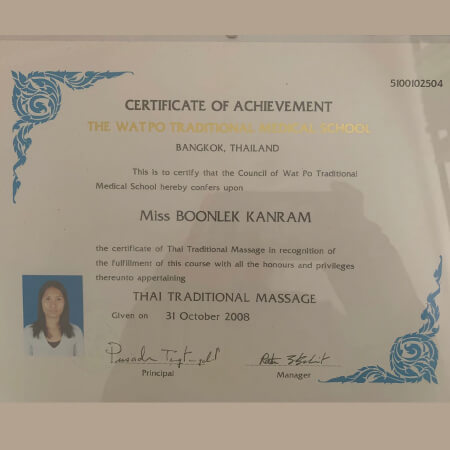 5100102504
CERTIFICATE OF ACHIEVEMENT
THE WATPO TRADITIONAL MEDICAL SCHOOL
BANGKOK, THAILAND
This is to certify that the Council of Wat Po Traditional
Medical School hereby confers upon
Miss BOONLEK KANRAM
the certificate of Thai Traditional Massage in recognition of
the fulfillment of this course with all the honours and privileges
thereunto appertaining
THAI TRADITIONAL MASSAGE
Given on 31 October 2008
Principal
Manager